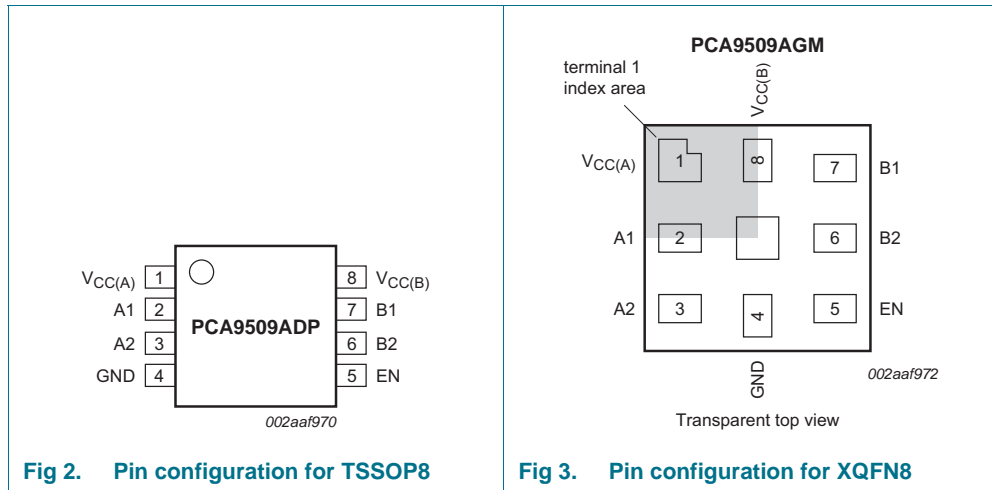 VCC(A) 1
A1 2
A2 3
GND 4
PCA9509ADP
8 VCC(B)
7 B1
6 B2
5 EN
002aaf970
Fig 2. Pin configuration for TSSOP8
PCA9509AGM
terminal 1
index area
VCC(B)
VCC(A) 1 8 7 B1
A1 2 6 B2
A2 3 4 5 EN
GND
002aaf972
Transparent top view
Fig 3. Pin configuration for XQFN8